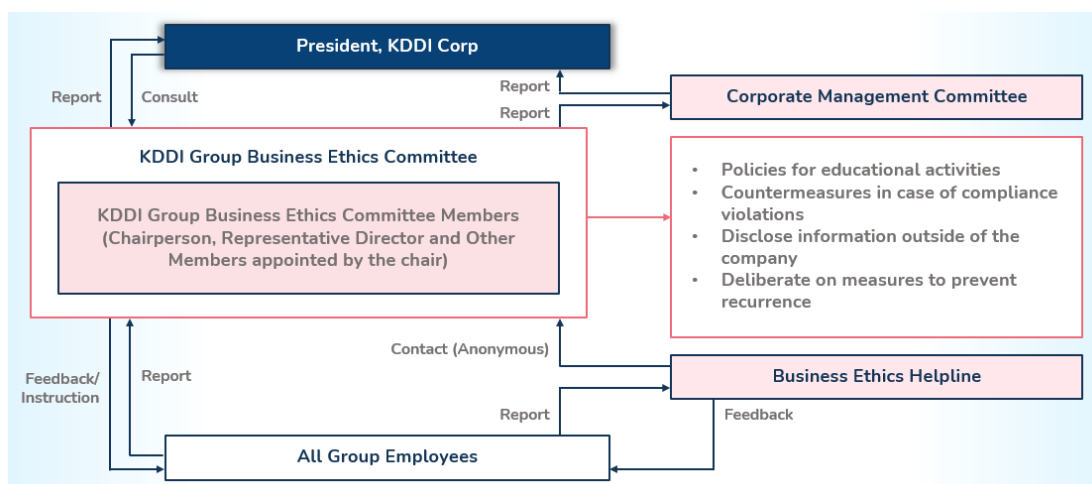 President, KDDI Corp
Report
Consult
Report
Report
Corporate Management Committee
KDDI Group Business Ethics Committee
KDDI Group Business Ethics Committee Members
(Chairperson, Representative Director and Other
Members appointed by the chair)
• Policies for educational activities
• Countermeasures in case of compliance
violations
• Disclose information outside of the
company
• Deliberate on measures to prevent
recurrence
Contact (Anonymous)
Feedback/
Instruction
Report
Business Ethics Helpline
Report
Feedback
All Group Employees